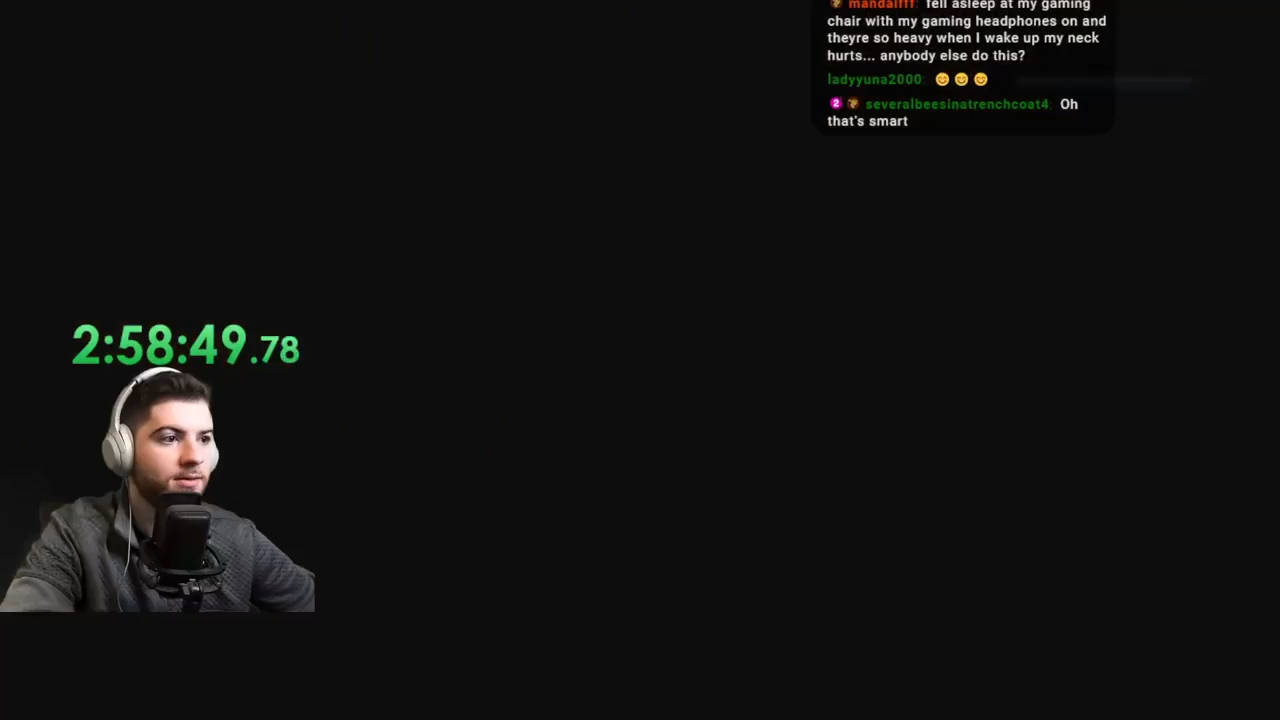 mandalfff: fell asleep at my gaming
chair with my gaming headphones on and
theyre so heavy when I wake up my neck
hurts... anybody else do this?
ladyyuna2000: 😊 😊 😊
2 severalbeesinatrenchcoat4: Oh
that's smart
2:58:49.78